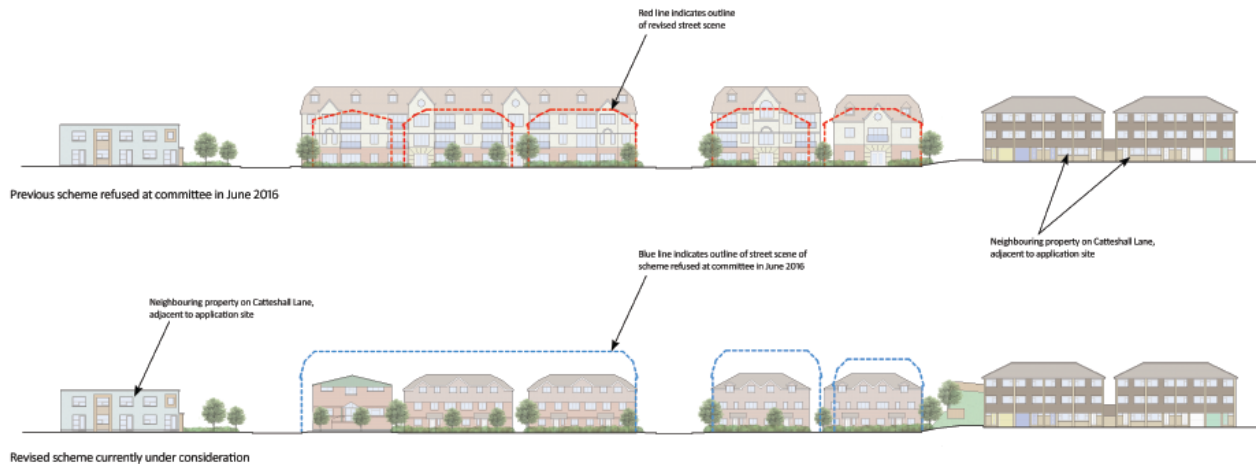 Red line indicates outline
of revised street scene
Previous scheme refused at committee in June 2016
Neighbouring property on Catteshall Lane,
adjacent to application site
Blue line indicates outline of street scene of
scheme refused at committee in June 2016
Neighbouring property on Catteshall Lane,
adjacent to application site
Revised scheme currently under consideration